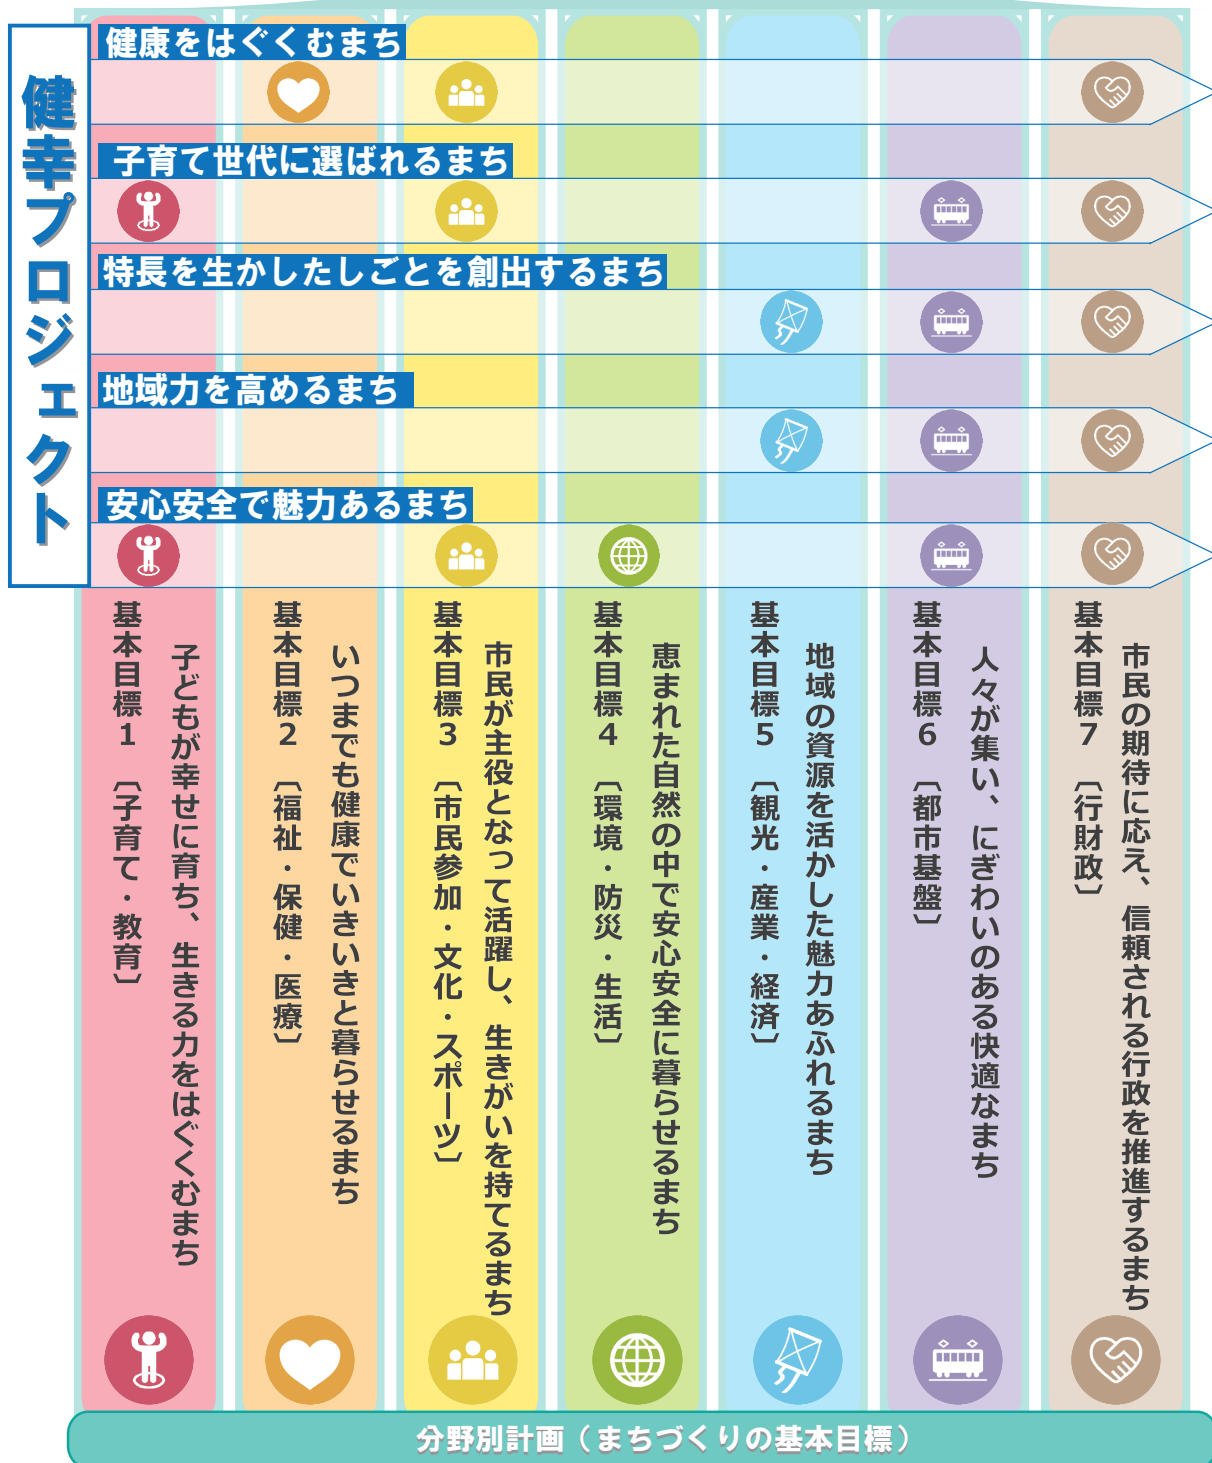 健幸プロジェクト
健康をはぐくむまち
子育て世代に選ばれるまち
特長を生かしたしごとを創出するまち
地域力を高めるまち
安心安全で魅力あるまち
基本目標1 〔子育て・教育〕
子どもが幸せに育ち、生きる力をはぐくむまち
基本目標2 〔福祉・保健・医療〕
いつまでも健康でいきいきと暮らせるまち
基本目標3 〔市民参加・文化・スポーツ〕
市民が主役となって活躍し、生きがいを持てるまち
基本目標4 〔環境・防災・生活〕
恵まれた自然の中で安心安全に暮らせるまち
基本目標5 〔観光・産業・経済〕
地域の資源を活かした魅力あふれるまち
基本目標6 〔都市基盤〕
人々が集い、にぎわいのある快適なまち
基本目標7 〔行財政〕
市民の期待に応え、信頼される行政を推進するまち
分野別計画（まちづくりの基本目標）